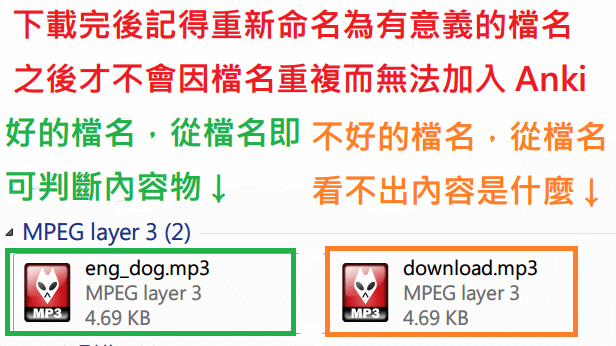 下載完後記得重新命名為有意義的檔名
之後才不會因檔名重複而無法加入 Anki
好的檔名，從檔名即
可判斷內容物↓
不好的檔名，從檔名
看不出內容是什麼↓
MPEG layer 3 (2)
eng_dog.mp3
MPEG layer 3
4.69 KB
MP3
download.mp3
MPEG layer 3
4.69 KB
MP3